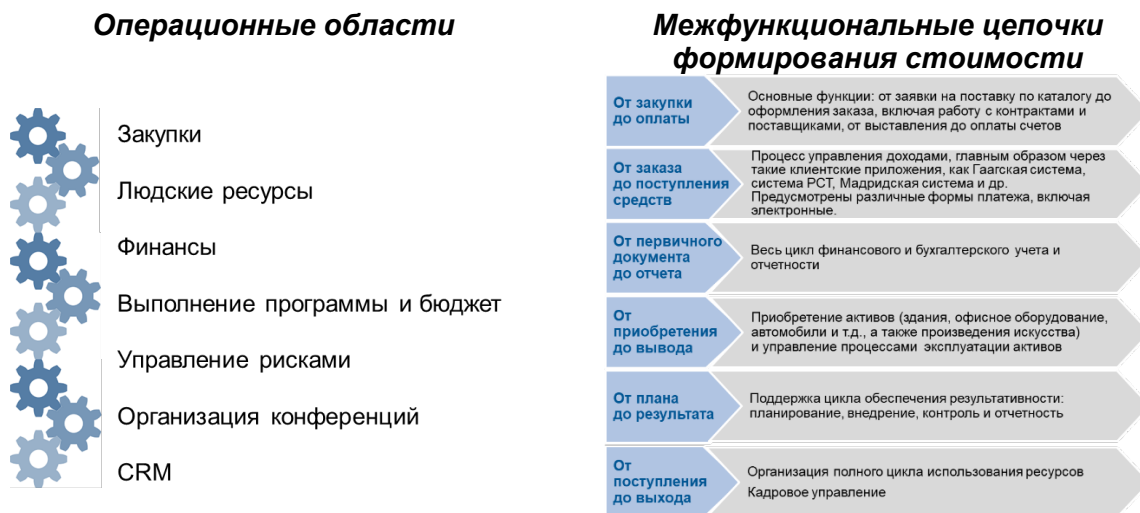 Операционные области
Закупки
Людские ресурсы
Финансы
Выполнение программы и бюджет
Управление рисками
Организация конференций
CRM
Межфункциональные цепочки
формирования стоимости
От закупки
до оплаты
Основные функции: от заявки на поставку по каталогу до
оформления заказа, включая работу с контрактами и
поставщиками, от выставления до оплаты счетов
От заказа
до поступления
средств
Процесс управления доходами, главным образом через
такие клиентские приложения, как Гаагская система,
система РСТ, Мадридская система и др.
Предусмотрены различные формы платежа, включая
электронные.
От первичного
документа
до отчета
Весь цикл финансового и бухгалтерского учета и
отчетности
От
приобретения
до вывода
Приобретение активов (здания, офисное оборудование,
автомобили и т.д., а также произведения искусства)
и управление процессами эксплуатации активов
От плана
до результата
Поддержка цикла обеспечения результативности:
планирование, внедрение, контроль и отчетность
От
поступления
до выхода
Организация полного цикла использования ресурсов
Кадровое управление